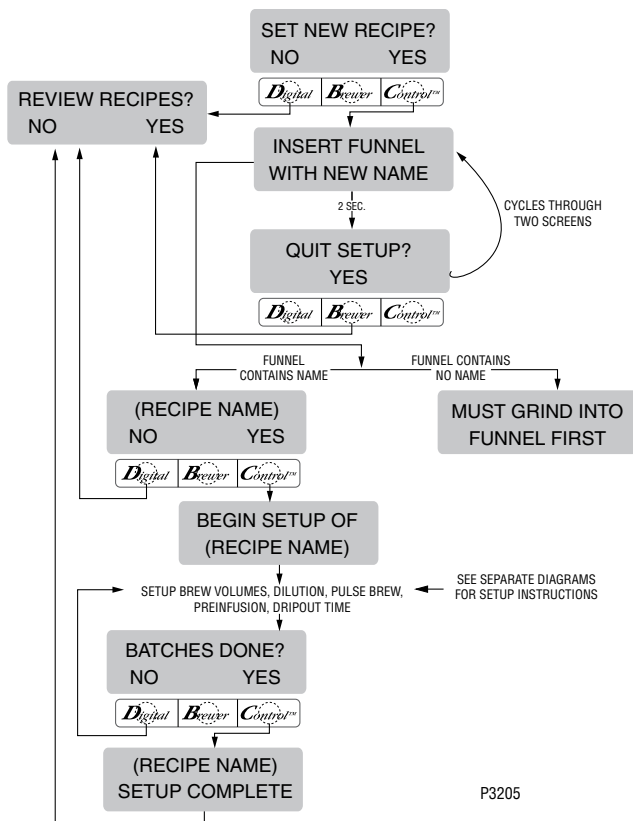 SET NEW RECIPE?
NO YES
Digital Brewer Control™
REVIEW RECIPES?
NO YES
INSERT FUNNEL
WITH NEW NAME
2 SEC.
CYCLES THROUGH
TWO SCREENS
QUIT SETUP?
YES
Digital Brewer Control™
FUNNEL
CONTAINS NAME
FUNNEL CONTAINS
NO NAME
(RECIPE NAME)
NO YES
MUST GRIND INTO
FUNNEL FIRST
Digital Brewer Control™
BEGIN SETUP OF
(RECIPE NAME)
SETUP BREW VOLUMES, DILUTION, PULSE BREW,
PREINFUSION, DRIPOUT TIME
SEE SEPARATE DIAGRAMS
FOR SETUP INSTRUCTIONS
BATCHES DONE?
NO YES
Digital Brewer Control™
(RECIPE NAME)
SETUP COMPLETE
P3205